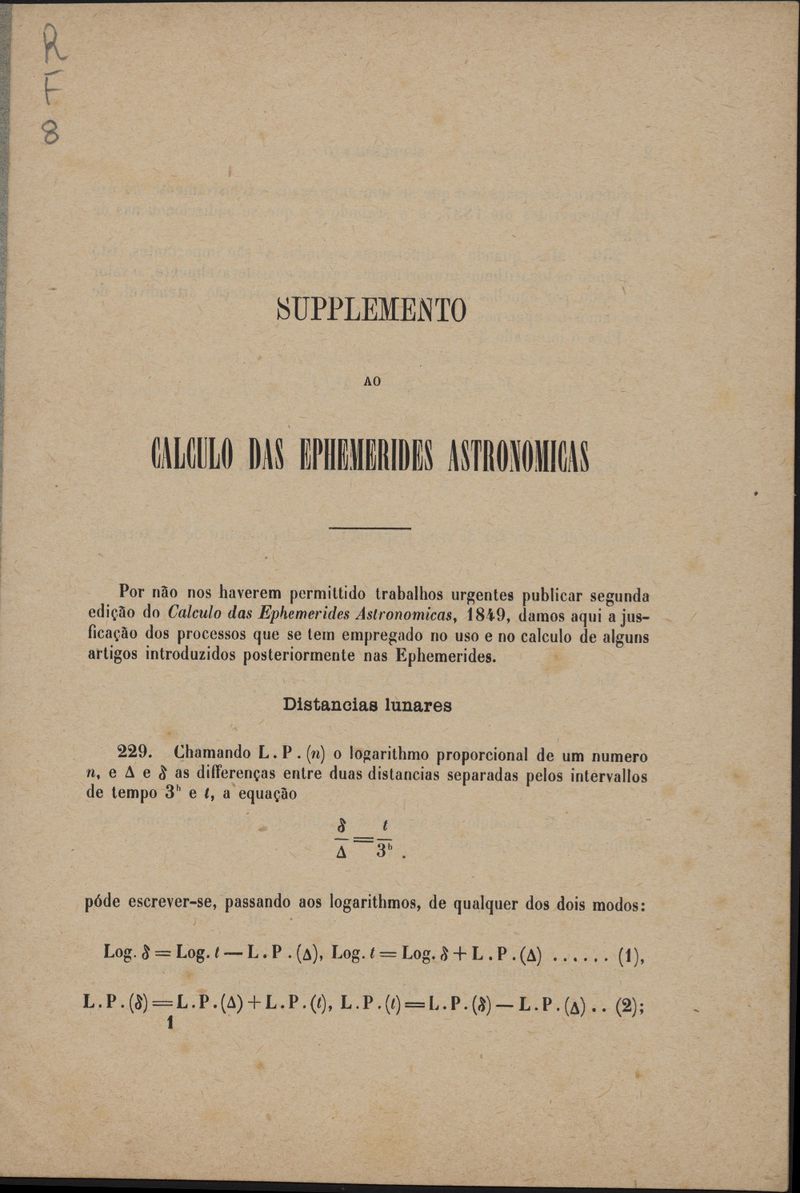 R
F
8
SUPPLEMENTO
AO
CALCULO DAS EPHEMERIDES ASTRONOMICAS
Por não nos haverem permittido trabalhos urgentes publicar segunda
edição do Calculo das Ephemerides Astronomicas, 1849, damos aqui a jus-
ficação dos processos que se tem empregado no uso e no calculo de alguns
artigos introduzidos posteriormente nas Ephemerides.
Distancias lunares
229. Chamando L.P.(n) o logarithmo proporcional de um numero
n, e Δ e δ as differenças entre duas distancias separadas pelos intervallos
de tempo 3ʰ e t, a equação
δ/Δ = t/3ʰ.
póde escrever-se, passando aos logarithmos, de qualquer dos dois modos:
Log. δ = Log. t — L.P.(Δ), Log. t = Log. δ + L.P.(Δ) ...... (1),
L.P.(δ) = L.P.(Δ) + L.P.(t), L.P.(t) = L.P.(δ) — L.P.(Δ) .. (2);
1